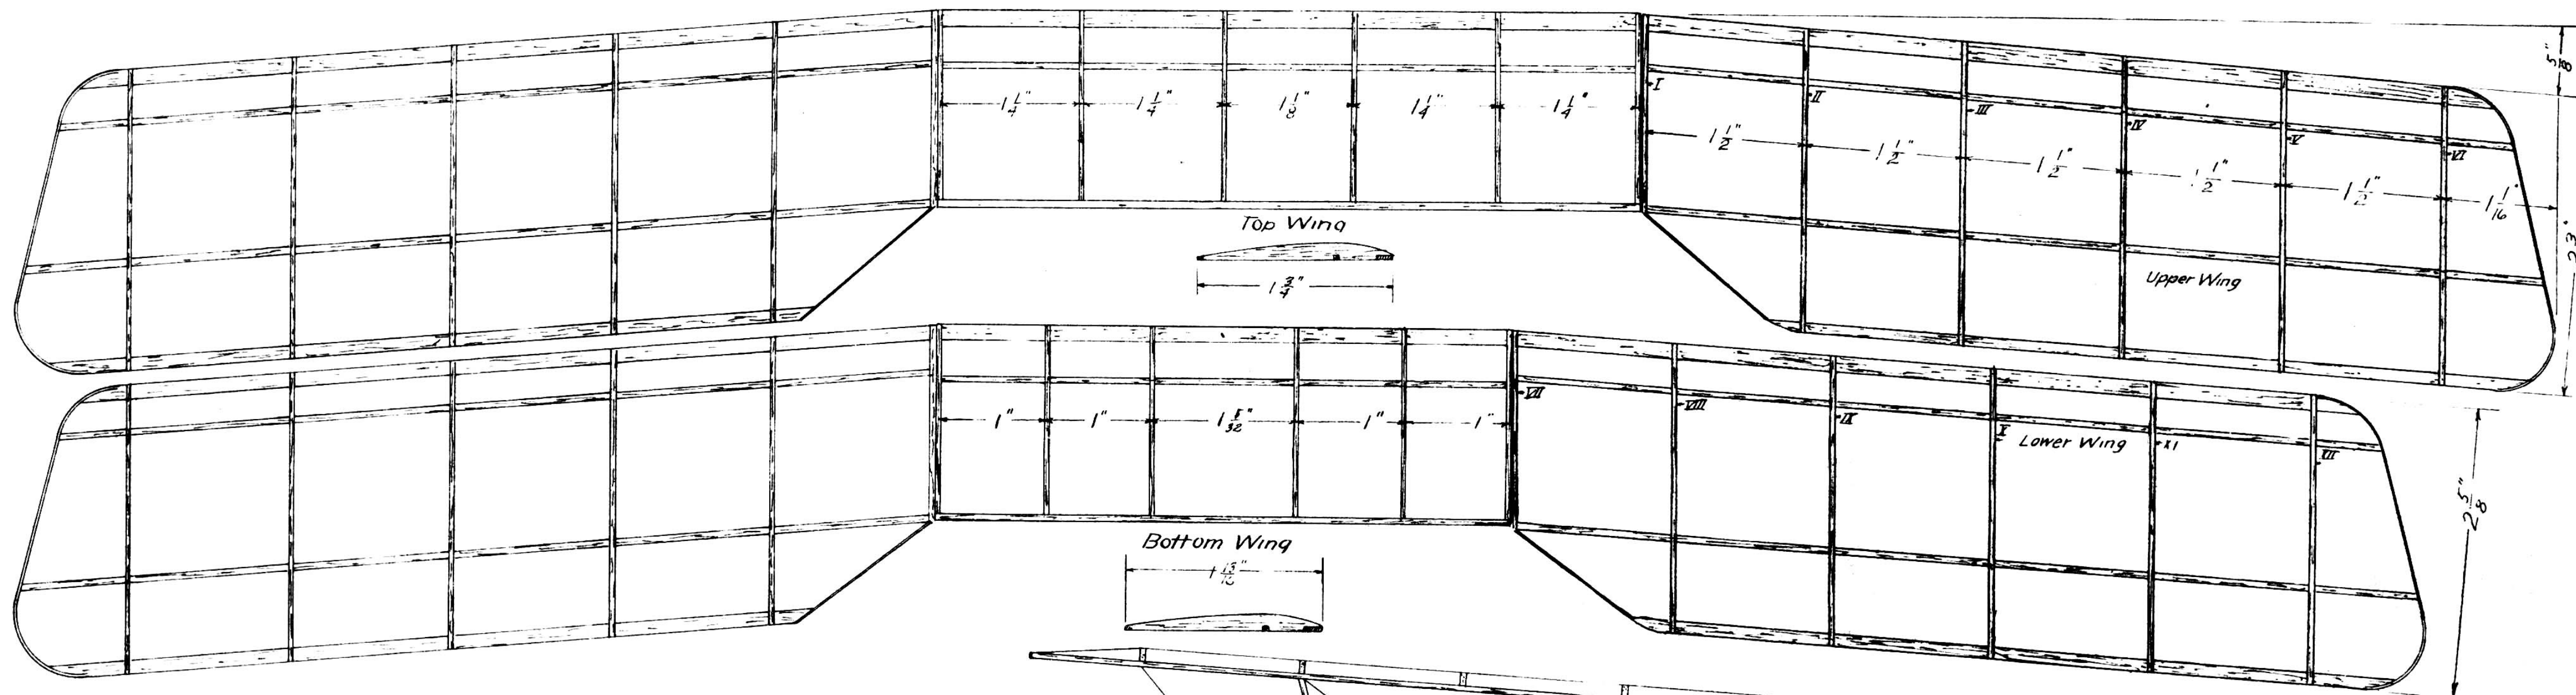 5/8"
1 1/4"
1 1/4"
1 1/8"
1 1/4"
1 1/4"
I
II
III
IV
V
VI
1 1/2"
1 1/2"
1 1/2"
1 1/2"
1 1/2"
1 1/16"
Top Wing
1 3/4"
Upper Wing
VII
VIII
IX
X
XI
XII
1"
1"
1 5/32"
1"
1"
Lower Wing
2 5/8"
Bottom Wing
1 13/16"